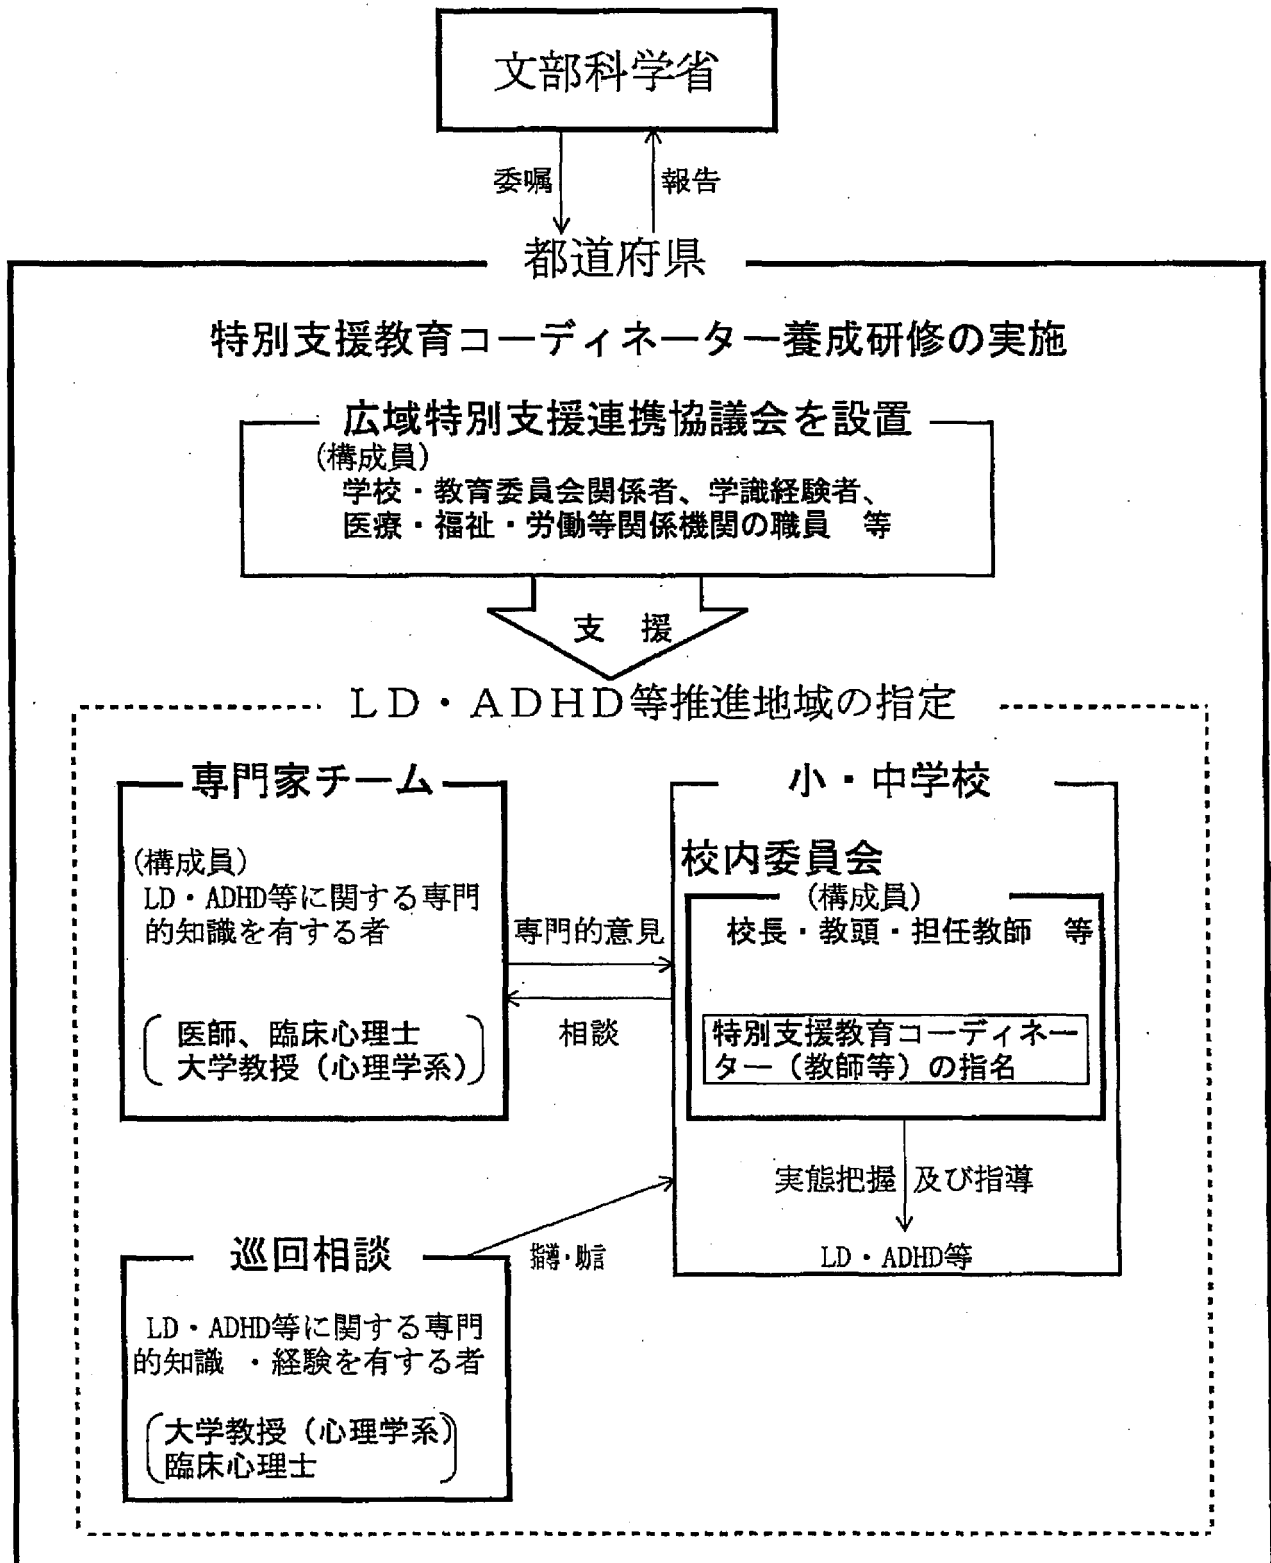 文部科学省
委嘱
報告
都道府県
特別支援教育コーディネーター養成研修の実施
広域特別支援連携協議会を設置
(構成員)
学校・教育委員会関係者、学識経験者、
医療・福祉・労働等関係機関の職員 等
支 援
LD・ADHD等推進地域の指定
専門家チーム
(構成員)
LD・ADHD等に関する専門
的知識を有する者
医師、臨床心理士
大学教授（心理学系）
専門的意見
相談
小・中学校
校内委員会
(構成員)
校長・教頭・担任教師 等
特別支援教育コーディネー
ター（教師等）の指名
実態把握 及び指導
LD・ADHD等
巡回相談
LD・ADHD等に関する専門
的知識 ・経験を有する者
大学教授（心理学系）
臨床心理士
指導・助言